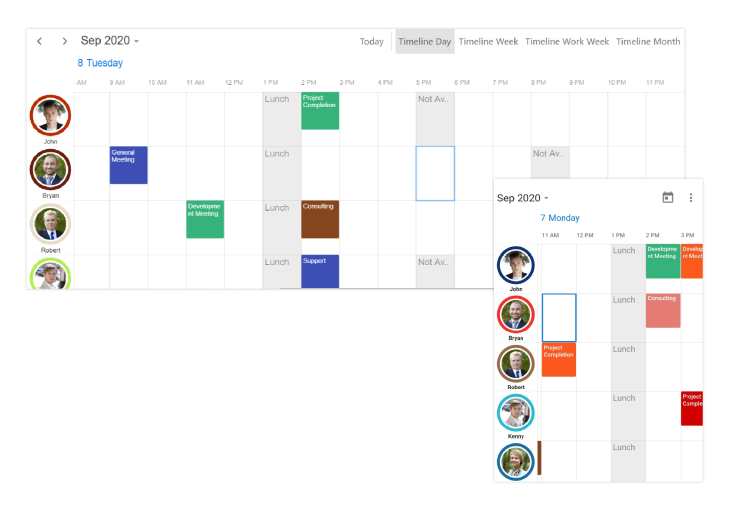 Sep 2020
Today
Timeline Day
Timeline Week
Timeline Work Week
Timeline Month
8 Tuesday
AM
9 AM
10 AM
11 AM
12 PM
1 PM
2 PM
3 PM
4 PM
5 PM
6 PM
7 PM
8 PM
9 PM
10 PM
11 PM
Lunch
Project
Completion
Not Av..
John
General
Meeting
Lunch
Not Av..
Bryan
Developme
nt Meeting
Lunch
Consulting
Robert
Lunch
Support
Not Av..
Sep 2020
7 Monday
11 AM
12 PM
1 PM
2 PM
3 PM
Lunch
Developme
nt Meeting
Develop
nt Meet
John
Lunch
Consulting
Bryan
Project
Completion
Lunch
Robert
Lunch
Project
Comple
Kenny
Lunch